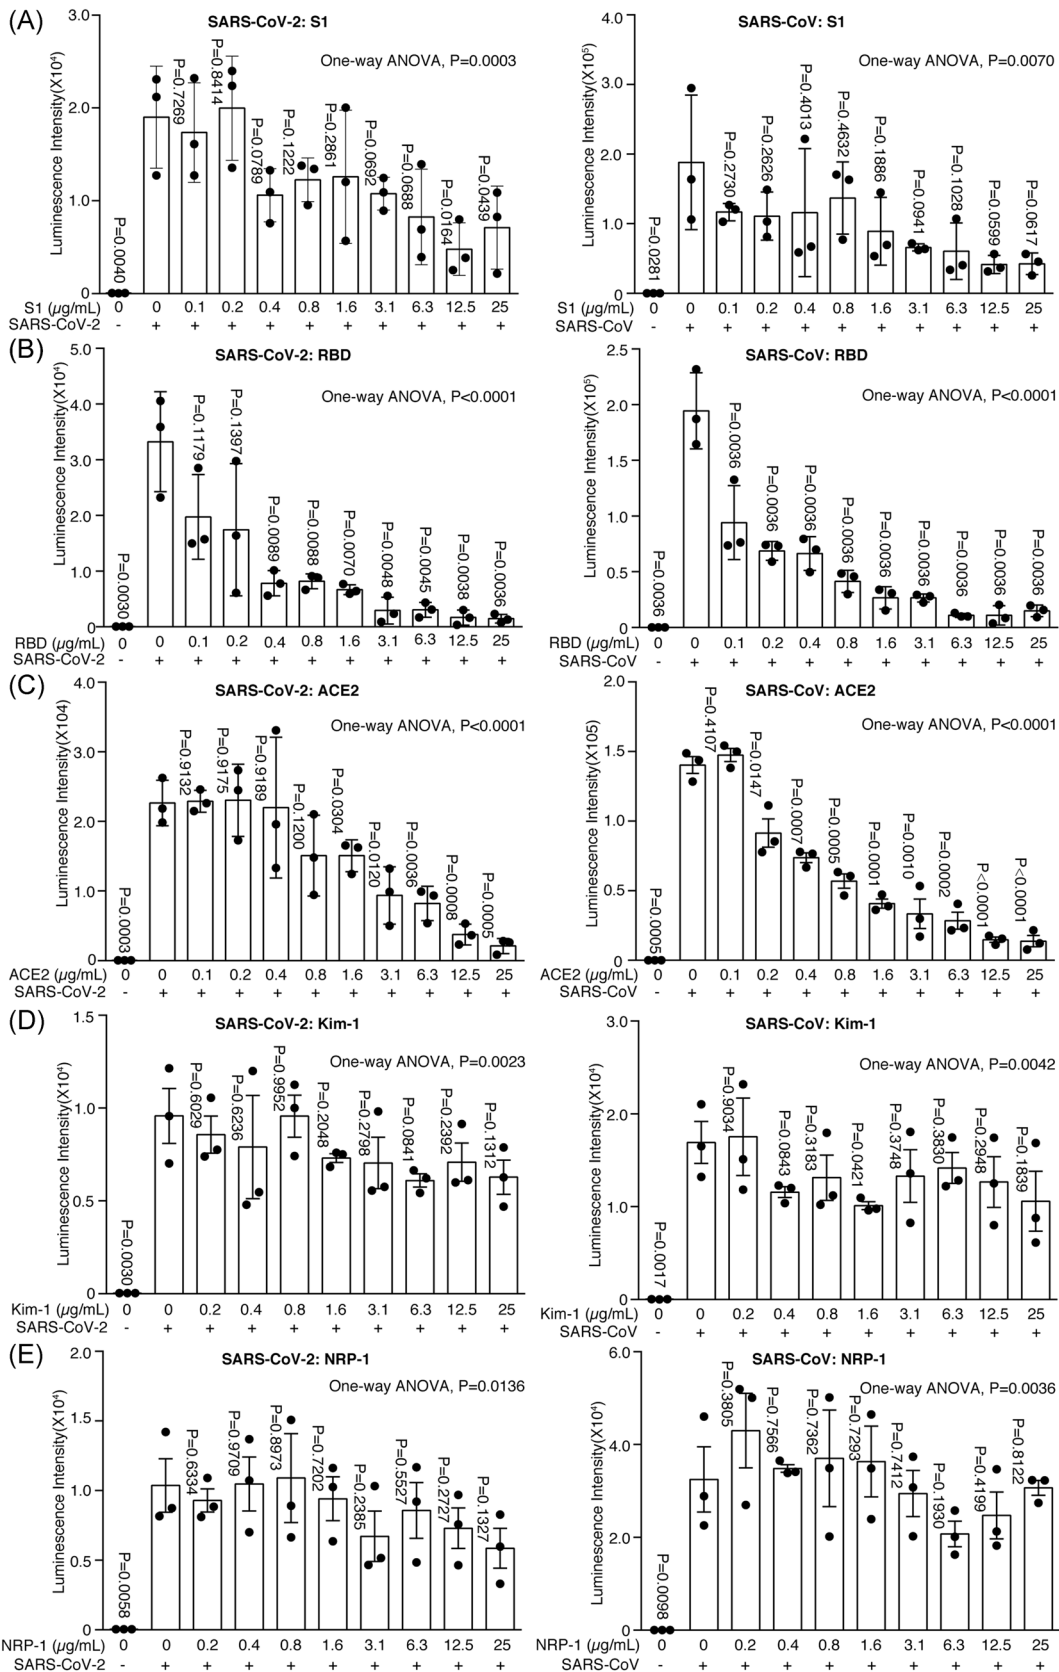 (A)
SARS-CoV-2: S1
One-way ANOVA, P=0.0003
Luminescence Intensity(X10⁴)
3.0
2.0
1.0
0
P=0.0040
P=0.7269
P=0.8414
P=0.0789
P=0.1222
P=0.2861
P=0.0692
P=0.0688
P=0.0164
P=0.0439
S1 (µg/mL) 0 0 0.1 0.2 0.4 0.8 1.6 3.1 6.3 12.5 25
SARS-CoV-2 - + + + + + + + + + +
SARS-CoV: S1
One-way ANOVA, P=0.0070
Luminescence Intensity(X10⁵)
4.0
3.0
2.0
1.0
0
P=0.0281
P=0.2730
P=0.2626
P=0.4013
P=0.4632
P=0.1886
P=0.0941
P=0.1028
P=0.0599
P=0.0617
S1 (µg/mL) 0 0 0.1 0.2 0.4 0.8 1.6 3.1 6.3 12.5 25
SARS-CoV - + + + + + + + + + +
(B)
SARS-CoV-2: RBD
One-way ANOVA, P<0.0001
Luminescence Intensity(X10⁴)
5.0
4.0
3.0
2.0
1.0
0
P=0.0030
P=0.1179
P=0.1397
P=0.0089
P=0.0088
P=0.0070
P=0.0048
P=0.0045
P=0.0038
P=0.0036
RBD (µg/mL) 0 0 0.1 0.2 0.4 0.8 1.6 3.1 6.3 12.5 25
SARS-CoV-2 - + + + + + + + + + +
SARS-CoV: RBD
One-way ANOVA, P<0.0001
Luminescence Intensity(X10⁵)
2.5
2.0
1.5
1.0
0.5
0
P=0.0036
P=0.0036
P=0.0036
P=0.0036
P=0.0036
P=0.0036
P=0.0036
P=0.0036
P=0.0036
P=0.0036
RBD (µg/mL) 0 0 0.1 0.2 0.4 0.8 1.6 3.1 6.3 12.5 25
SARS-CoV - + + + + + + + + + +
(C)
SARS-CoV-2: ACE2
One-way ANOVA, P<0.0001
Luminescence Intensity(X104)
4.0
3.0
2.0
1.0
0
P=0.0003
P=0.9132
P=0.9175
P=0.9189
P=0.1200
P=0.0304
P=0.0120
P=0.0036
P=0.0008
P=0.0005
ACE2 (µg/mL) 0 0 0.1 0.2 0.4 0.8 1.6 3.1 6.3 12.5 25
SARS-CoV-2 - + + + + + + + + + +
SARS-CoV: ACE2
One-way ANOVA, P<0.0001
Luminescence Intensity(X105)
2.0
1.5
1.0
0.5
0
P=0.0005
P=0.4107
P=0.0147
P=0.0007
P=0.0005
P=0.0001
P=0.0010
P=0.0002
P<0.0001
P<0.0001
ACE2 (µg/mL) 0 0 0.1 0.2 0.4 0.8 1.6 3.1 6.3 12.5 25
SARS-CoV - + + + + + + + + + +
(D)
SARS-CoV-2: Kim-1
One-way ANOVA, P=0.0023
Luminescence Intensity(X10⁴)
1.5
1.0
0.5
0
P=0.0030
P=0.6029
P=0.6236
P=0.9952
P=0.2048
P=0.2798
P=0.0841
P=0.2392
P=0.1312
Kim-1 (µg/mL) 0 0 0.2 0.4 0.8 1.6 3.1 6.3 12.5 25
SARS-CoV-2 - + + + + + + + + +
SARS-CoV: Kim-1
One-way ANOVA, P=0.0042
Luminescence Intensity(X10⁴)
3.0
2.0
1.0
0
P=0.0017
P=0.9034
P=0.0843
P=0.3183
P=0.0421
P=0.3748
P=0.3830
P=0.2948
P=0.1839
Kim-1 (µg/mL) 0 0 0.2 0.4 0.8 1.6 3.1 6.3 12.5 25
SARS-CoV - + + + + + + + + +
(E)
SARS-CoV-2: NRP-1
One-way ANOVA, P=0.0136
Luminescence Intensity(X10⁴)
2.0
1.5
1.0
0.5
0
P=0.0058
P=0.6334
P=0.9709
P=0.8973
P=0.7202
P=0.2385
P=0.5527
P=0.2727
P=0.1327
NRP-1 (µg/mL) 0 0 0.2 0.4 0.8 1.6 3.1 6.3 12.5 25
SARS-CoV-2 - + + + + + + + + +
SARS-CoV: NRP-1
One-way ANOVA, P=0.0036
Luminescence Intensity(X10⁴)
6.0
4.0
2.0
0
P=0.0098
P=0.3805
P=0.7566
P=0.7362
P=0.7293
P=0.7412
P=0.1930
P=0.4199
P=0.8122
NRP-1 (µg/mL) 0 0 0.2 0.4 0.8 1.6 3.1 6.3 12.5 25
SARS-CoV - + + + + + + + + +